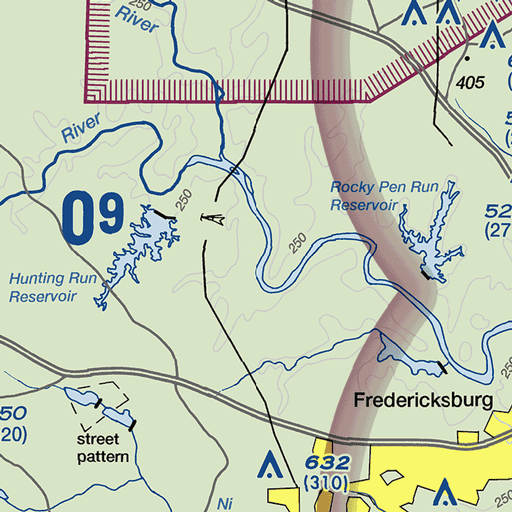 250
River
405
River
Rocky Pen Run
Reservoir
250
09
52
(27
250
Hunting Run
Reservoir
250
Fredericksburg
50
20)
street
pattern
632
(310)
Ni
250